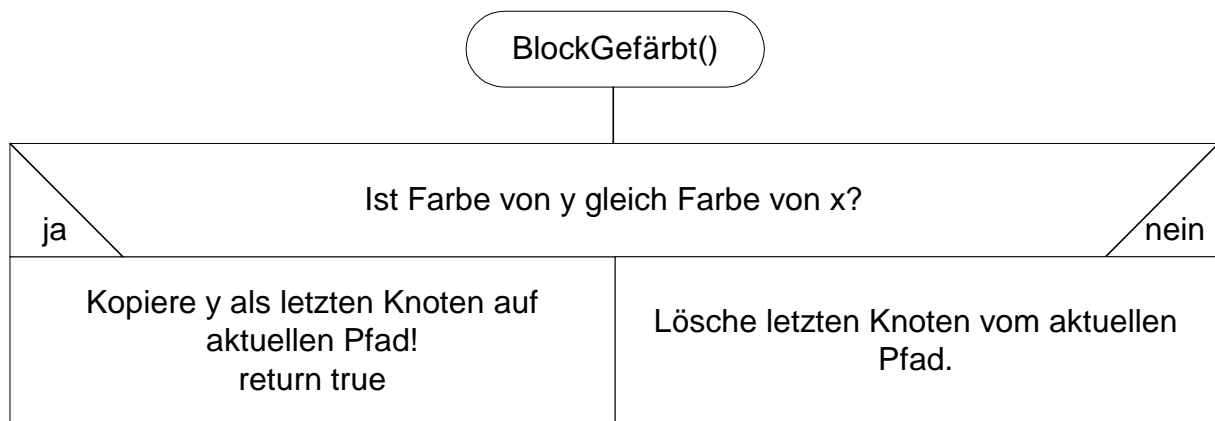 BlockGefärbt()
Ist Farbe von y gleich Farbe von x?
ja
nein
Kopiere y als letzten Knoten auf
aktuellen Pfad!
return true
Lösche letzten Knoten vom aktuellen
Pfad.